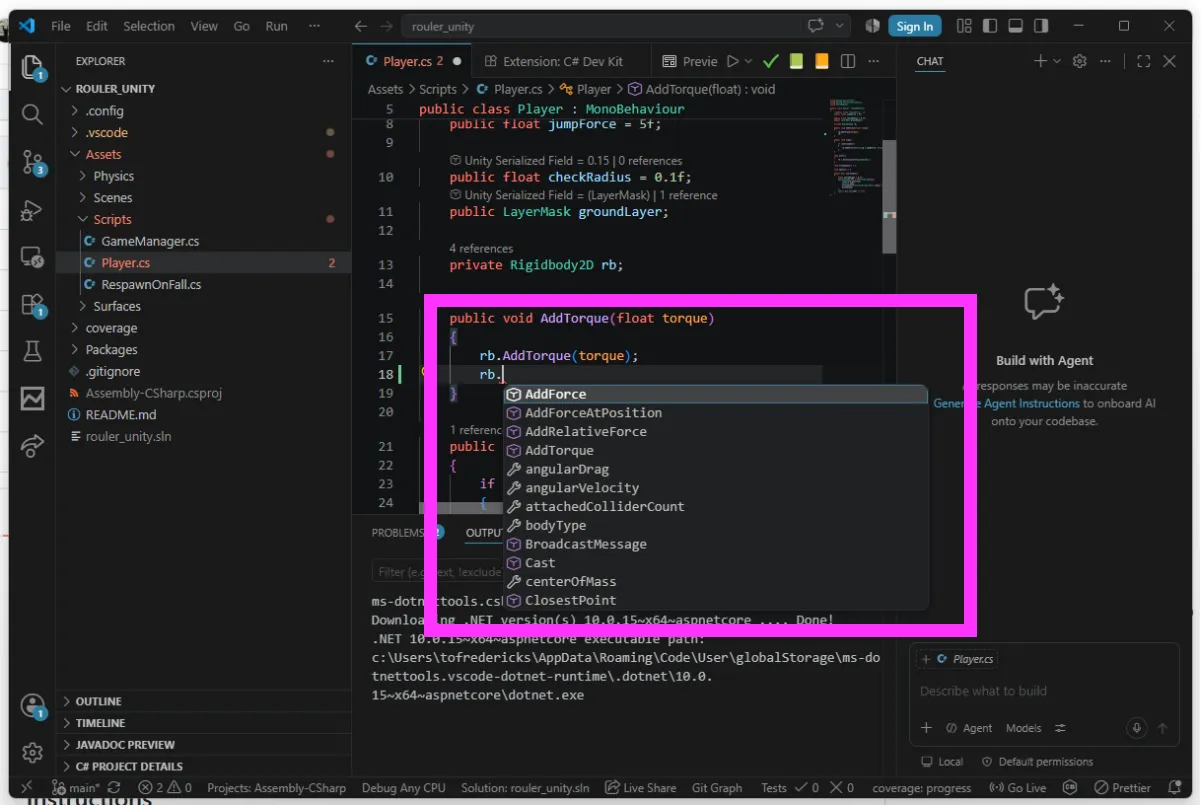 File Edit Selection View Go Run ··· rouler_unity Sign In
EXPLORER ···
ROULER_UNITY
.config
.vscode
Assets
Physics
Scenes
Scripts
GameManager.cs
Player.cs 2
RespawnOnFall.cs
Surfaces
coverage
Packages
.gitignore
Assembly-CSharp.csproj
README.md
rouler_unity.sln
OUTLINE
TIMELINE
JAVADOC PREVIEW
C# PROJECT DETAILS
1
3
1
1
Player.cs 2 Extension: C# Dev Kit Previe ···
Assets > Scripts > Player.cs > Player > AddTorque(float) : void
5 public class Player : MonoBehaviour
8 public float jumpForce = 5f;
9
Unity Serialized Field = 0.15 | 0 references
10 public float checkRadius = 0.1f;
Unity Serialized Field = (LayerMask) | 1 reference
11 public LayerMask groundLayer;
12
4 references
13 private Rigidbody2D rb;
14
15 public void AddTorque(float torque)
16 {
17 rb.AddTorque(torque);
18 rb.
19 }
20
1 referenc
21 public
22 {
23 if
24 {
AddForce
AddForceAtPosition
AddRelativeForce
AddTorque
angularDrag
angularVelocity
attachedColliderCount
bodyType
BroadcastMessage
Cast
centerOfMass
ClosestPoint
PROBLEMS 2 OUTPU
Filter (e.g. text, !exclude
ms-dotnettools.csh
Downloading .NET version(s) 10.0.15~x64~aspnetcore .... Done!
.NET 10.0.15~x64~aspnetcore executable path:
c:\Users\tofredericks\AppData\Roaming\Code\User\globalStorage\ms-do
tnettools.vscode-dotnet-runtime\.dotnet\10.0.
15~x64~aspnetcore\dotnet.exe
CHAT ···
Build with Agent
responses may be inaccurate
Generate Agent Instructions to onboard AI
onto your codebase.
+ Player.cs
Describe what to build
+ Agent Models
Local Default permissions
main* 2 0 Projects: Assembly-CSharp Debug Any CPU Solution: rouler_unity.sln Live Share Git Graph Tests 0 0 coverage: progress Go Live Prettier